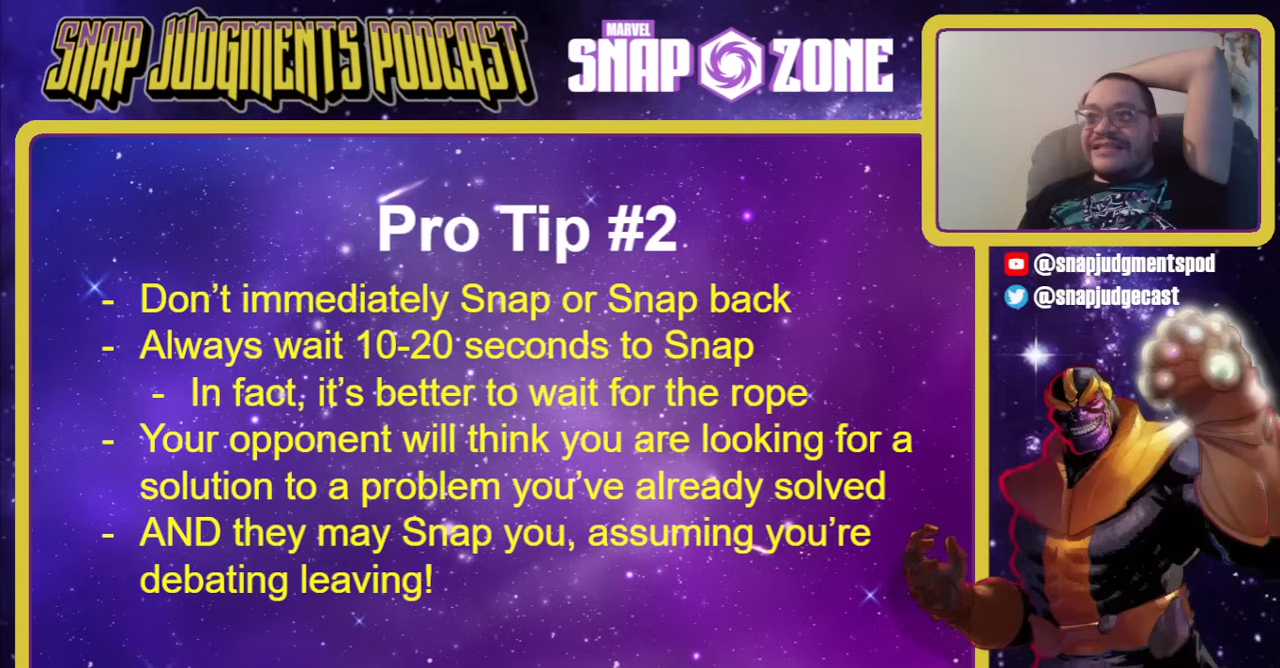 SNAP JUDGMENTS PODCAST
MARVEL
SNAP ZONE
@snapjudgmentspod
@snapjudgecast
Pro Tip #2
- Don’t immediately Snap or Snap back
- Always wait 10-20 seconds to Snap
- In fact, it’s better to wait for the rope
- Your opponent will think you are looking for a
solution to a problem you’ve already solved
- AND they may Snap you, assuming you’re
debating leaving!